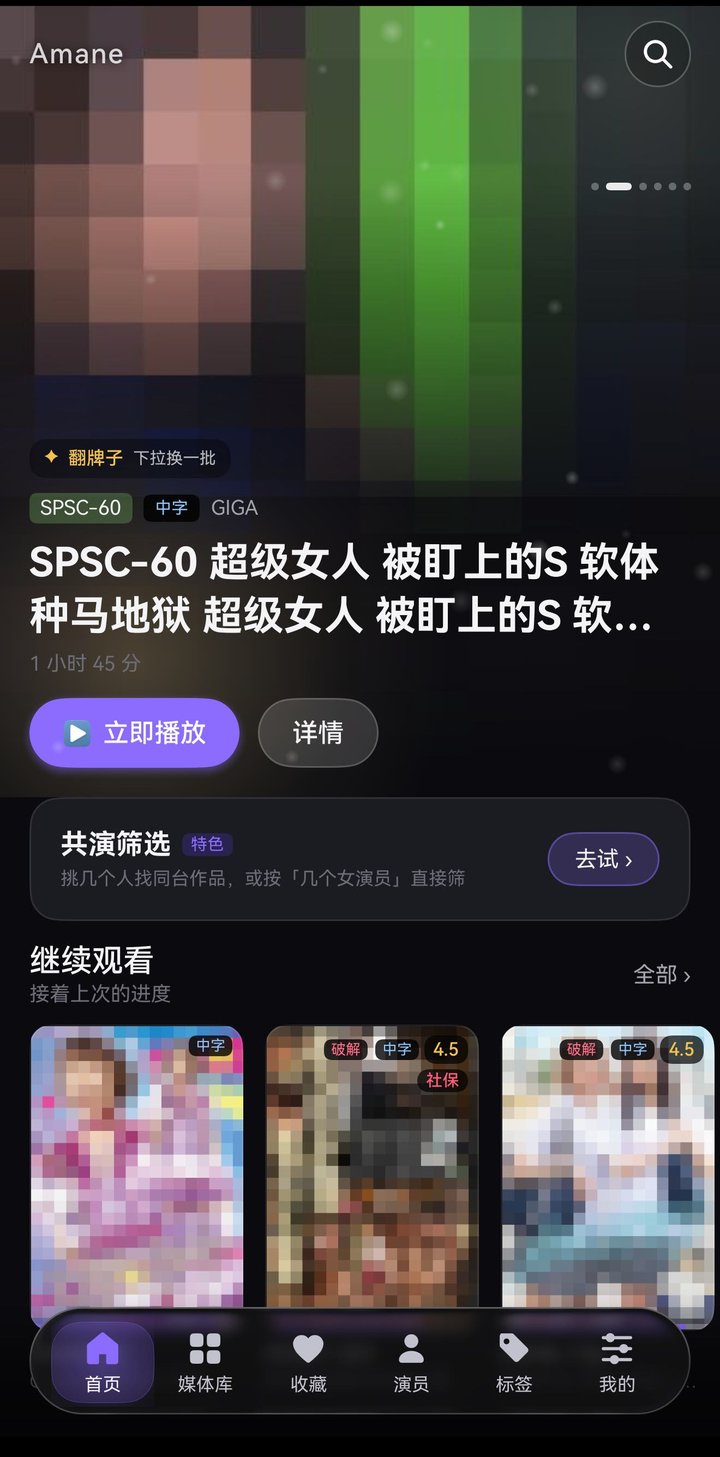 Amane
翻牌子 下拉换一批
SPSC-60 中字 GIGA
SPSC-60 超级女人 被盯上的S 软体
种马地狱 超级女人 被盯上的S 软…
1 小时 45 分
立即播放 详情
共演筛选 特色
挑几个人找同台作品，或按「几个女演员」直接筛
去试 ›
继续观看
接着上次的进度
全部 ›
中字
破解 中字 4.5
社保
破解 中字 4.5
首页 媒体库 收藏 演员 标签 我的